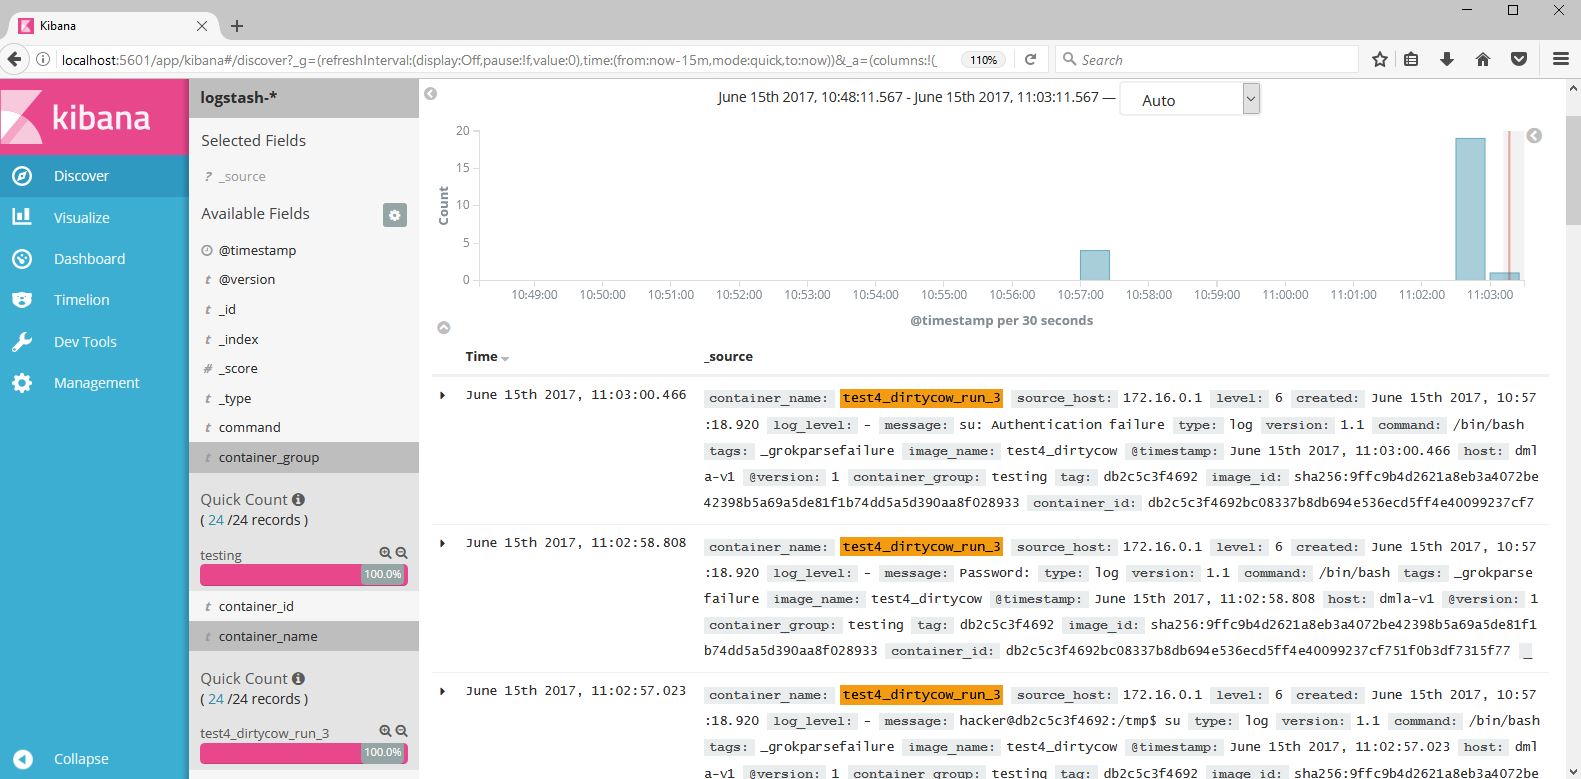 Kibana
localhost:5601/app/kibana#/discover?_g=(refreshInterval:(display:Off,pause:!f,value:0),time:(from:now-15m,mode:quick,to:now))&_a=(columns:!(_
110%
Search
kibana
Discover
Visualize
Dashboard
Timelion
Dev Tools
Management
Collapse
logstash-*
Selected Fields
? _source
Available Fields
@timestamp
t @version
t _id
t _index
# _score
t _type
t command
t container_group
Quick Count
( 24 /24 records )
testing
100.0%
t container_id
t container_name
Quick Count
( 24 /24 records )
test4_dirtycow_run_3
100.0%
June 15th 2017, 10:48:11.567 - June 15th 2017, 11:03:11.567 — Auto
20
15
10
5
0
Count
10:49:00 10:50:00 10:51:00 10:52:00 10:53:00 10:54:00 10:55:00 10:56:00 10:57:00 10:58:00 10:59:00 11:00:00 11:01:00 11:02:00 11:03:00
@timestamp per 30 seconds
Time _source
June 15th 2017, 11:03:00.466
container_name: test4_dirtycow_run_3 source_host: 172.16.0.1 level: 6 created: June 15th 2017, 10:57
:18.920 log_level: - message: su: Authentication failure type: log version: 1.1 command: /bin/bash
tags: _grokparsefailure image_name: test4_dirtycow @timestamp: June 15th 2017, 11:03:00.466 host: dml
a-v1 @version: 1 container_group: testing tag: db2c5c3f4692 image_id: sha256:9ffc9b4d2621a8eb3a4072be
42398b5a69a5de81f1b74dd5a5d390aa8f028933 container_id: db2c5c3f4692bc08337b8db694e536ecd5ff4e40099237cf7
June 15th 2017, 11:02:58.808
container_name: test4_dirtycow_run_3 source_host: 172.16.0.1 level: 6 created: June 15th 2017, 10:57
:18.920 log_level: - message: Password: type: log version: 1.1 command: /bin/bash tags: _grokparse
failure image_name: test4_dirtycow @timestamp: June 15th 2017, 11:02:58.808 host: dmla-v1 @version: 1
container_group: testing tag: db2c5c3f4692 image_id: sha256:9ffc9b4d2621a8eb3a4072be42398b5a69a5de81f1
b74dd5a5d390aa8f028933 container_id: db2c5c3f4692bc08337b8db694e536ecd5ff4e40099237cf751f0b3df7315f77 _
June 15th 2017, 11:02:57.023
container_name: test4_dirtycow_run_3 source_host: 172.16.0.1 level: 6 created: June 15th 2017, 10:57
:18.920 log_level: - message: hacker@db2c5c3f4692:/tmp$ su type: log version: 1.1 command: /bin/bash
tags: _grokparsefailure image_name: test4_dirtycow @timestamp: June 15th 2017, 11:02:57.023 host: dml
a-v1 @version: 1 container_group: testing tag: db2c5c3f4692 image_id: sha256:9ffc9b4d2621a8eb3a4072be